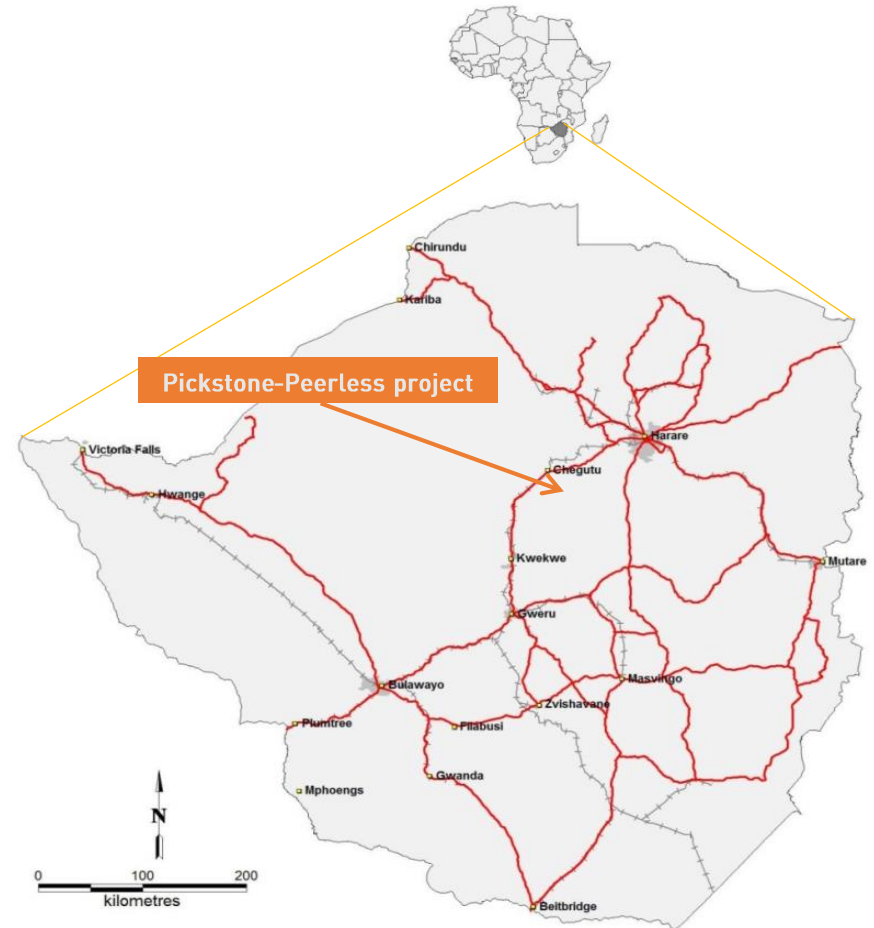 Chirundu
Kariba
Pickstone-Peerless project
Harare
Victoria Falls
Chegutu
Hwange
Kwekwe
Mutare
Gweru
Masvingo
Bulawayo
Zvishavane
Plumtree
Filabusi
Gwanda
Mphoengs
N
0 100 200
kilometres
Beitbridge